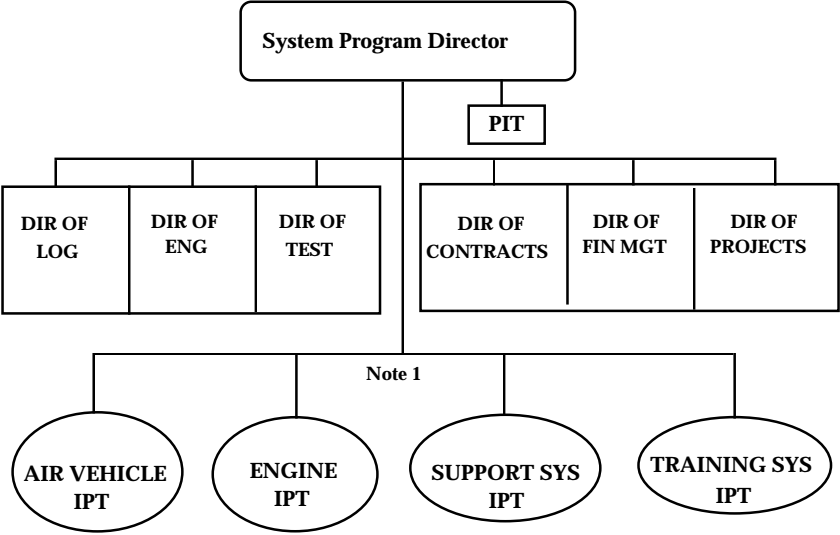 System Program Director
PIT
DIR OF
LOG
DIR OF
ENG
DIR OF
TEST
DIR OF
CONTRACTS
DIR OF
FIN MGT
DIR OF
PROJECTS
Note 1
AIR VEHICLE
IPT
ENGINE
IPT
SUPPORT SYS
IPT
TRAINING SYS
IPT